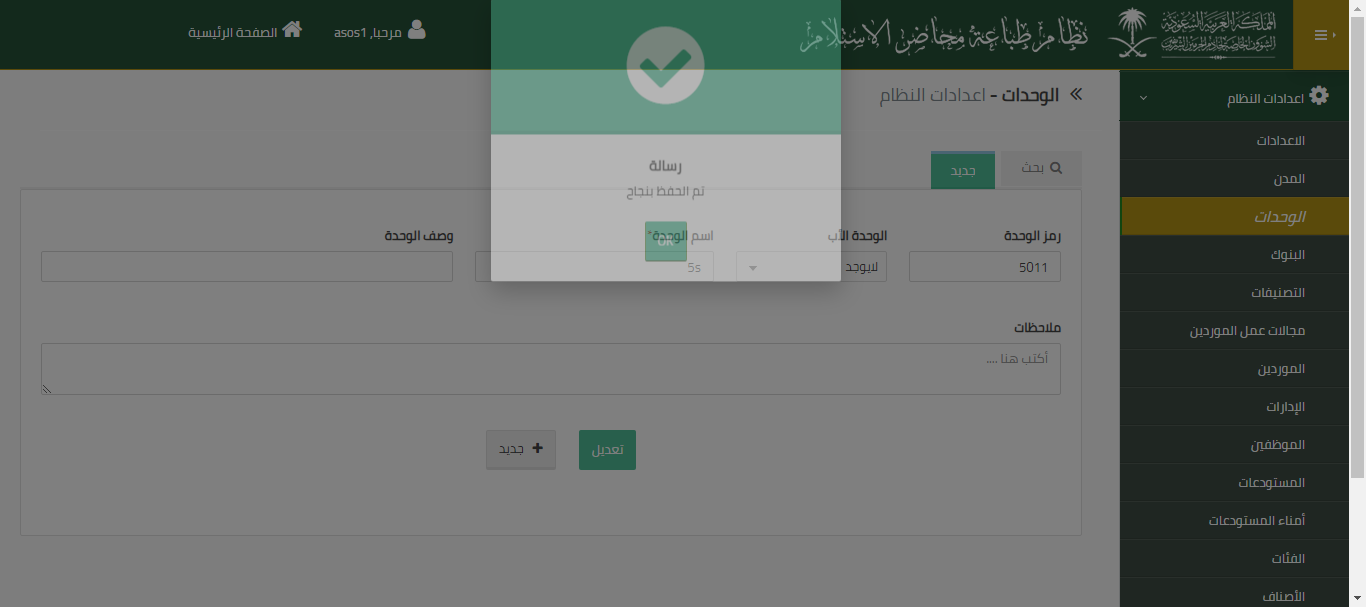 المملكة العربية السعودية
الشؤون الخاصة لخادم الحرمين الشريفين
نظام طباعة محاضر الاستلام
مرحبا, asos1
الصفحة الرئيسية
اعدادات النظام
الاعدادات
المدن
الوحدات
البنوك
التصنيفات
مجالات عمل الموردين
الموردين
الإدارات
الموظفين
المستودعات
أمناء المستودعات
الفئات
الأصناف
الوحدات - اعدادات النظام
بحث
جديد
رسالة
تم الحفظ بنجاح
OK
رمز الوحدة
الوحدة الأب
اسم الوحدة*
وصف الوحدة
5011
لايوجد
5s
ملاحظات
أكتب هنا ....
تعديل
جديد